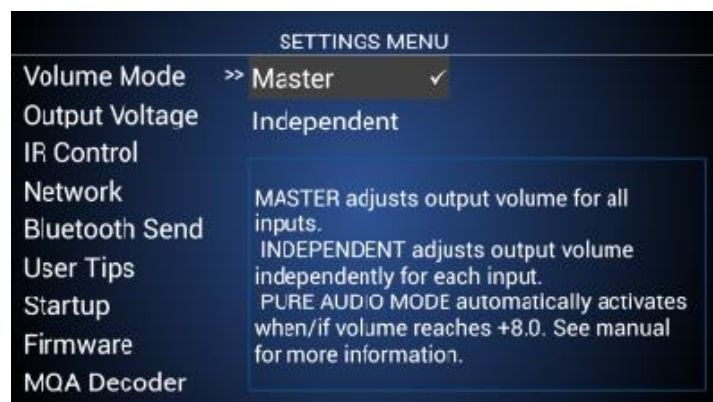 SETTINGS MENU
Volume Mode >> Master ✓
Output Voltage
Independent
IR Control
Network
Bluetooth Send
User Tips
Startup
Firmware
MQA Decoder
MASTER adjusts output volume for all
inputs.
INDEPENDENT adjusts output volume
independently for each input.
PURE AUDIO MODE automatically activates
when/if volume reaches +8.0. See manual
for more information.